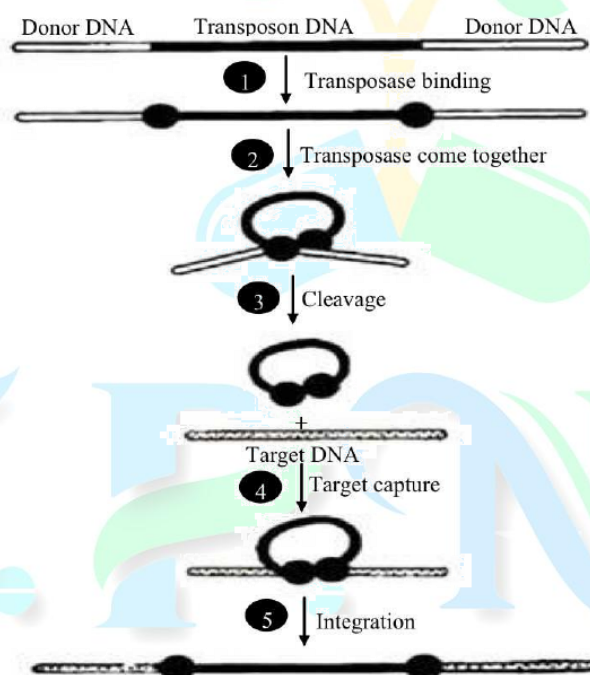 Donor DNA Transposon DNA Donor DNA
1 Transposase binding
2 Transposase come together
3 Cleavage
+
Target DNA
4 Target capture
5 Integration